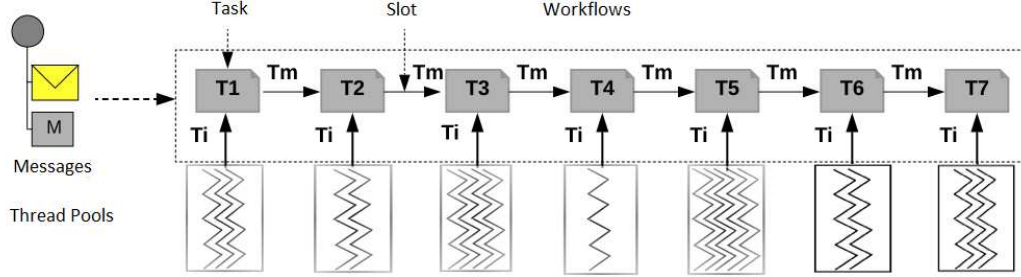 Task
Slot
Workflows
T1 Tm T2 Tm T3 Tm T4 Tm T5 Tm T6 Tm T7
M
Ti Ti Ti Ti Ti Ti Ti
Messages
Thread Pools